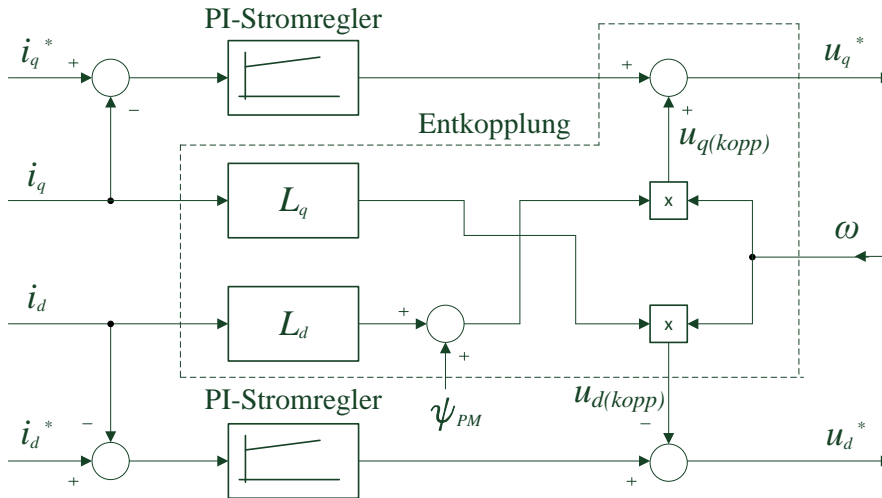 PI-Stromregler
i_q^*
+
−
+
u_q^*
+
Entkopplung
u_q(kopp)
i_q
L_q
x
ω
i_d
L_d
+
x
+
ψ_PM
PI-Stromregler
u_d(kopp)
−
−
i_d^*
+
+
u_d^*